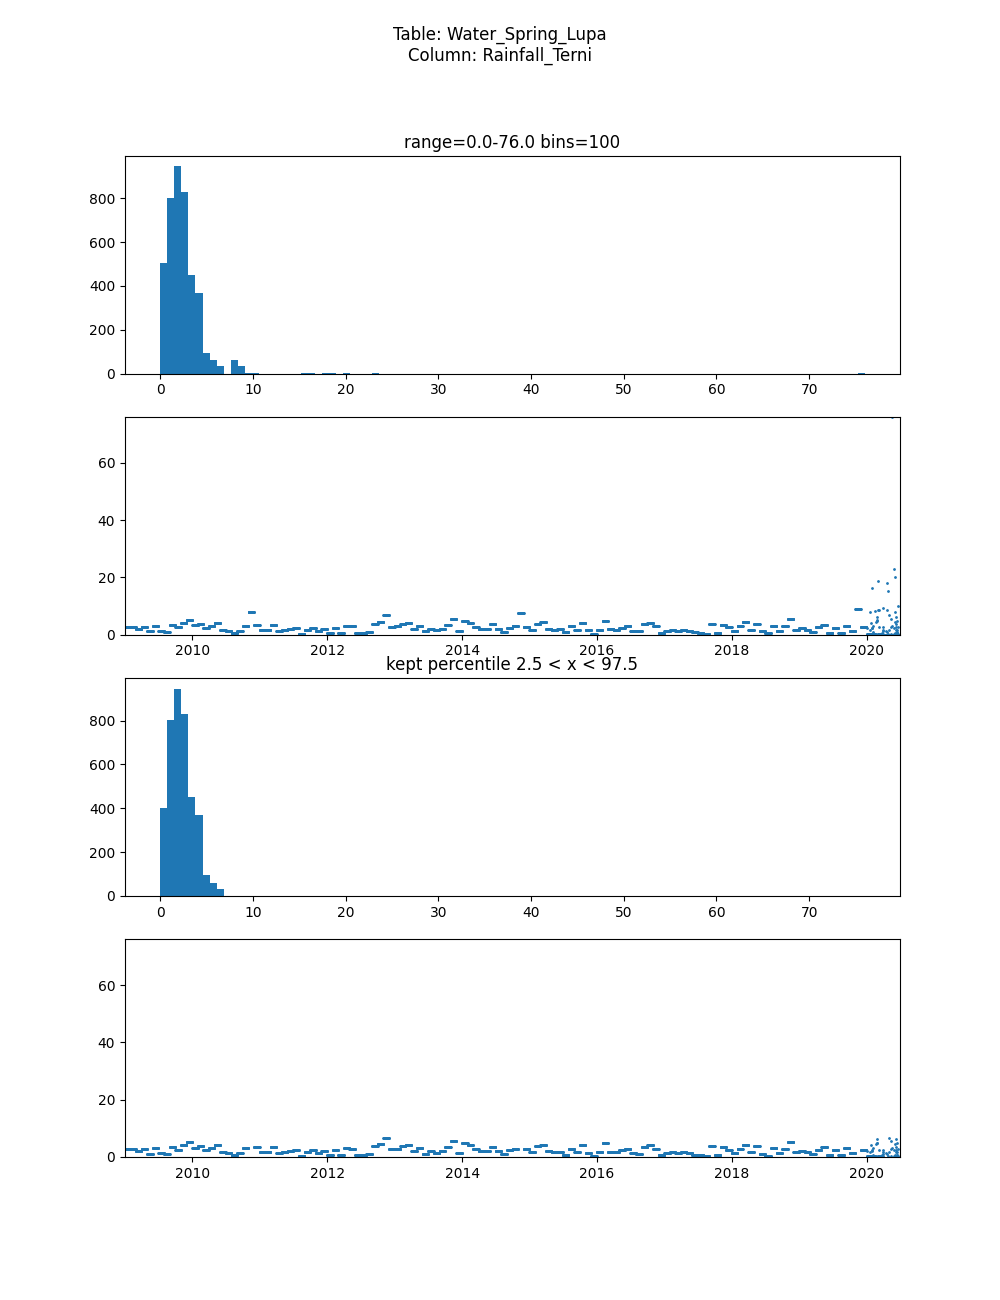 Table: Water_Spring_Lupa
Column: Rainfall_Terni
range=0.0-76.0 bins=100
800
600
400
200
0
0 10 20 30 40 50 60 70
60
40
20
0
2010 2012 2014 2016 2018 2020
kept percentile 2.5 < x < 97.5
800
600
400
200
0
0 10 20 30 40 50 60 70
60
40
20
0
2010 2012 2014 2016 2018 2020